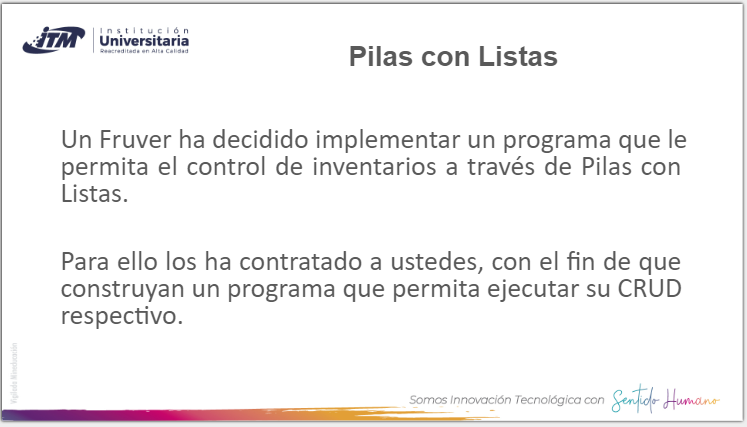 iTM
Institución
Universitaria
Reacreditada en Alta Calidad
Pilas con Listas
Un Fruver ha decidido implementar un programa que le
permita el control de inventarios a través de Pilas con
Listas.
Para ello los ha contratado a ustedes, con el fin de que
construyan un programa que permita ejecutar su CRUD
respectivo.
Vigilada Mineducación
Somos Innovación Tecnológica con Sentido Humano